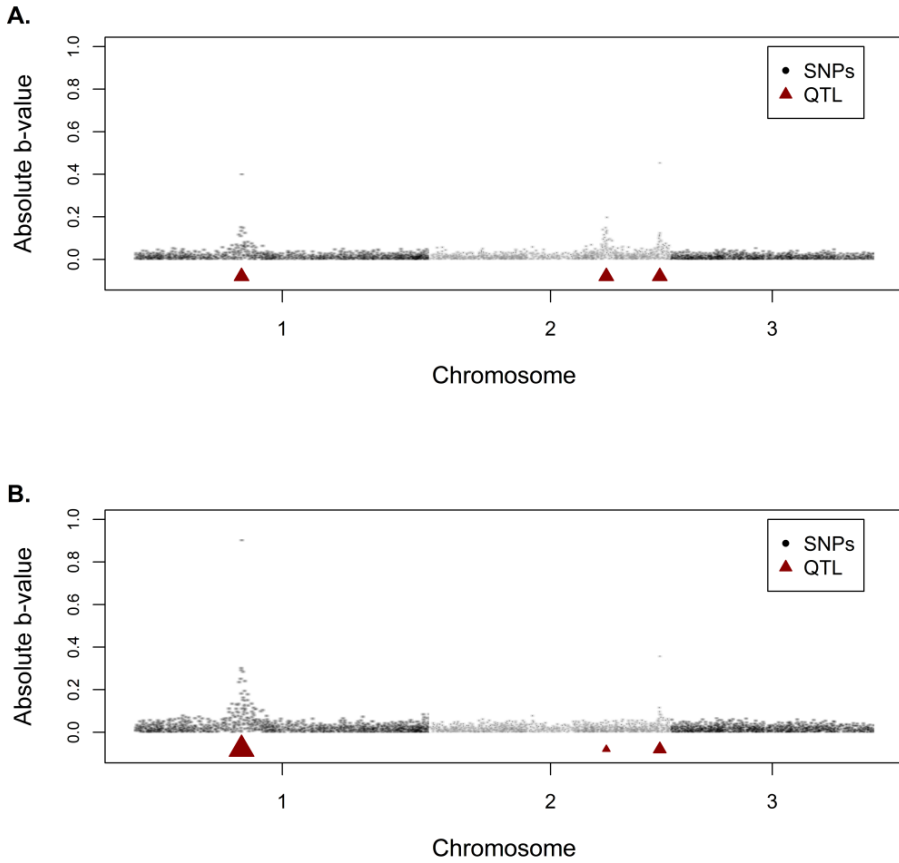 A.
1.0
0.8
0.6
0.4
0.2
0.0
Absolute b-value
SNPs
QTL
1 2 3
Chromosome
B.
1.0
0.8
0.6
0.4
0.2
0.0
Absolute b-value
SNPs
QTL
1 2 3
Chromosome